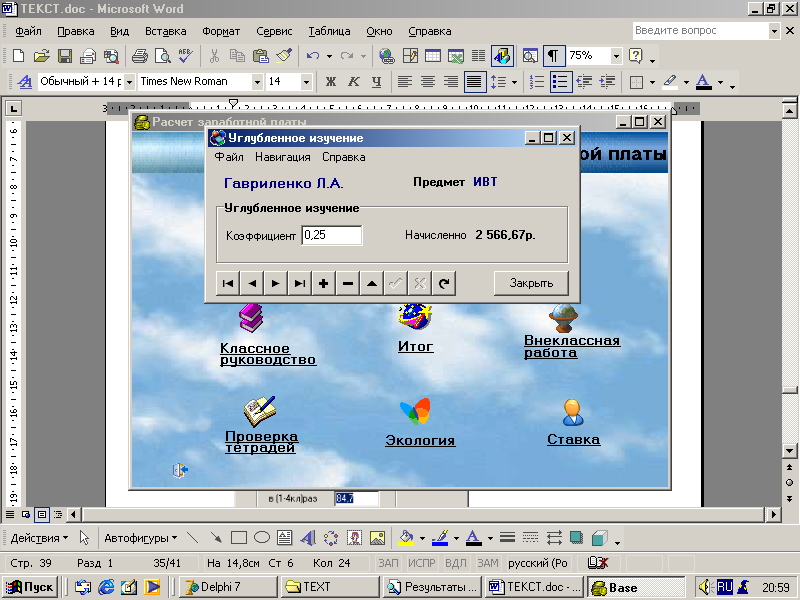 ТЕКСТ.doc - Microsoft Word
Файл Правка Вид Вставка Формат Сервис Таблица Окно Справка
Введите вопрос
75%
Обычный + 14 г Times New Roman 14 Ж К Ч
Расчет заработной платы
ой платы
Углубленное изучение
Файл Навигация Справка
Гавриленко Л.А. Предмет ИВТ
Углубленное изучение
Коэффициент 0,25 Начисленно 2 566,67р.
Закрыть
Классное
руководство
Итог
Внеклассная
работа
Проверка
тетрадей
Экология
Ставка
в (1-4кл)раз 84.7
Действия Автофигуры
Стр. 39 Разд 1 35/41 На 14,8см Ст 6 Кол 24 ЗАП ИСПР ВДЛ ЗАМ русский (Ро
Пуск Delphi 7 TEXT Результаты ... ТЕКСТ.doc - ... Base RU 20:59